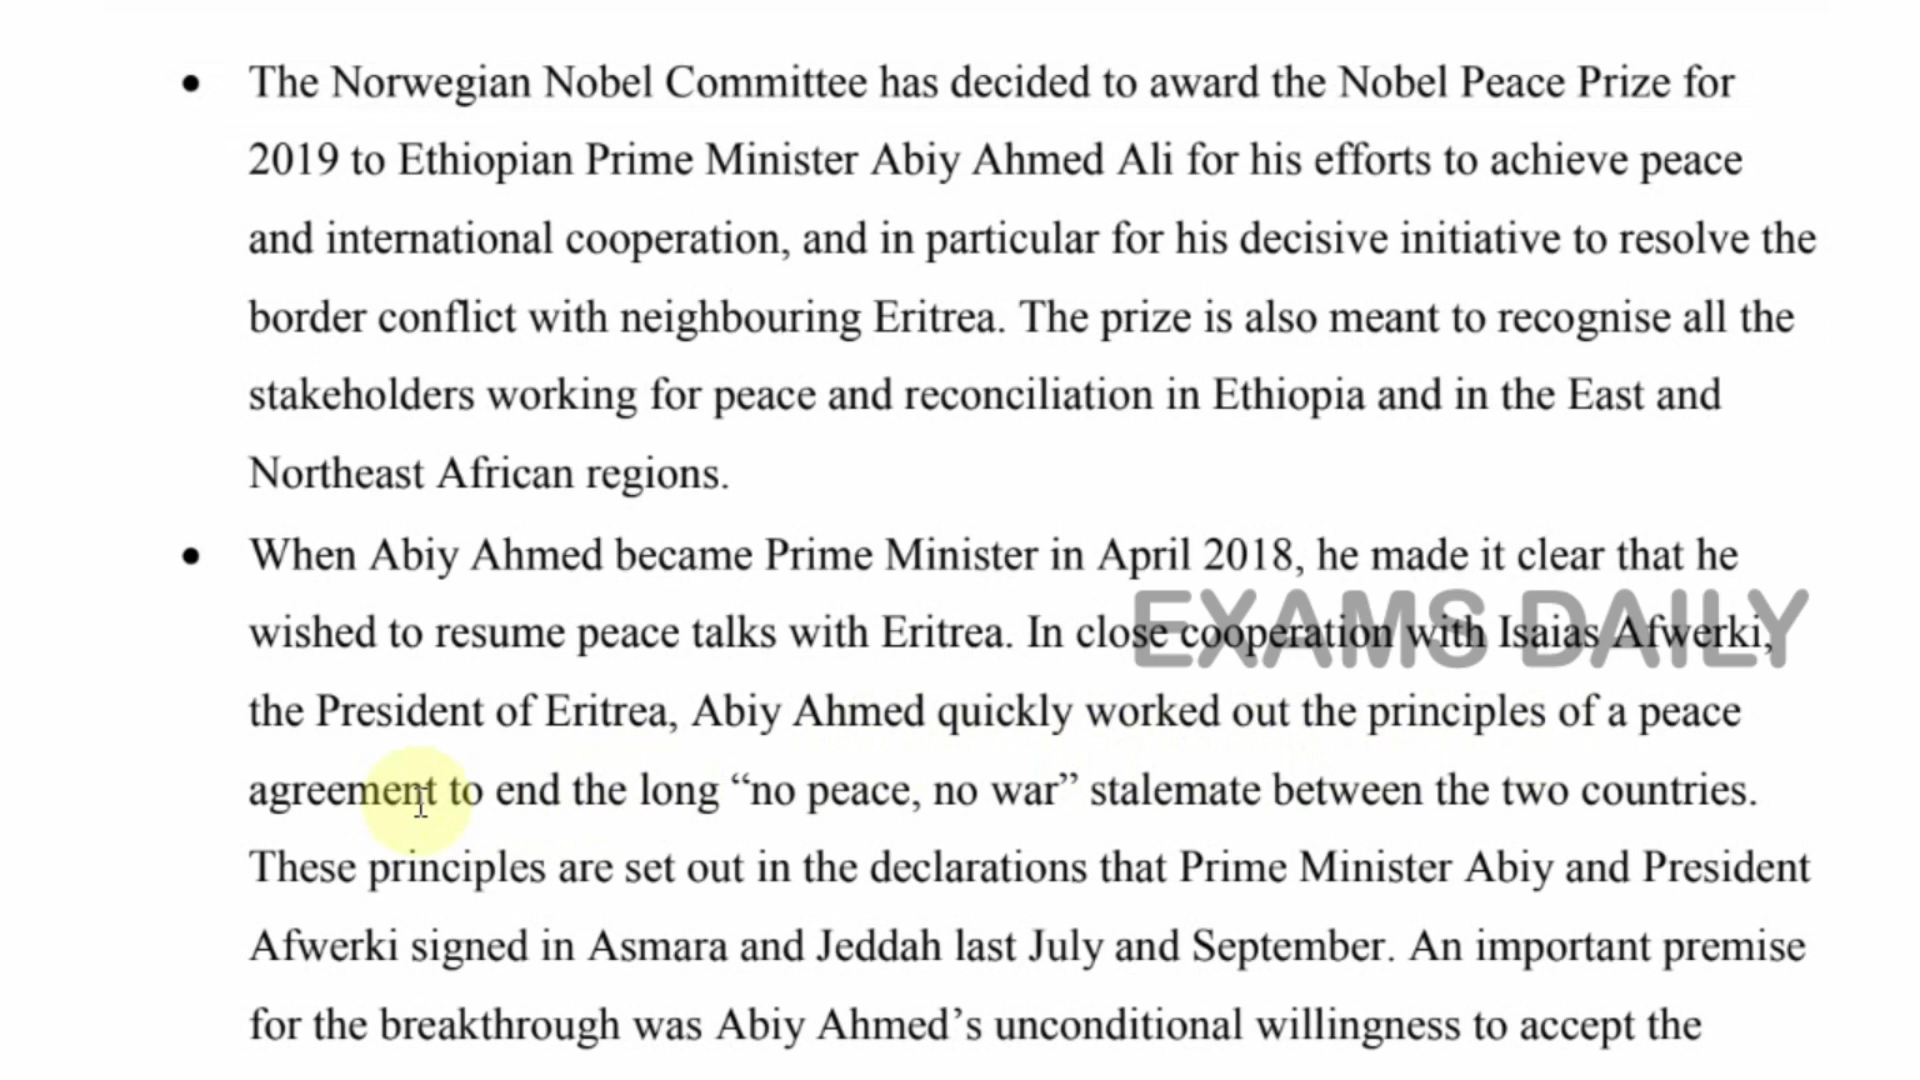 • The Norwegian Nobel Committee has decided to award the Nobel Peace Prize for
2019 to Ethiopian Prime Minister Abiy Ahmed Ali for his efforts to achieve peace
and international cooperation, and in particular for his decisive initiative to resolve the
border conflict with neighbouring Eritrea. The prize is also meant to recognise all the
stakeholders working for peace and reconciliation in Ethiopia and in the East and
Northeast African regions.
• When Abiy Ahmed became Prime Minister in April 2018, he made it clear that he
wished to resume peace talks with Eritrea. In close cooperation with Isaias Afwerki,
EXAMS DAILY
the President of Eritrea, Abiy Ahmed quickly worked out the principles of a peace
agreement to end the long “no peace, no war” stalemate between the two countries.
These principles are set out in the declarations that Prime Minister Abiy and President
Afwerki signed in Asmara and Jeddah last July and September. An important premise
for the breakthrough was Abiy Ahmed’s unconditional willingness to accept the